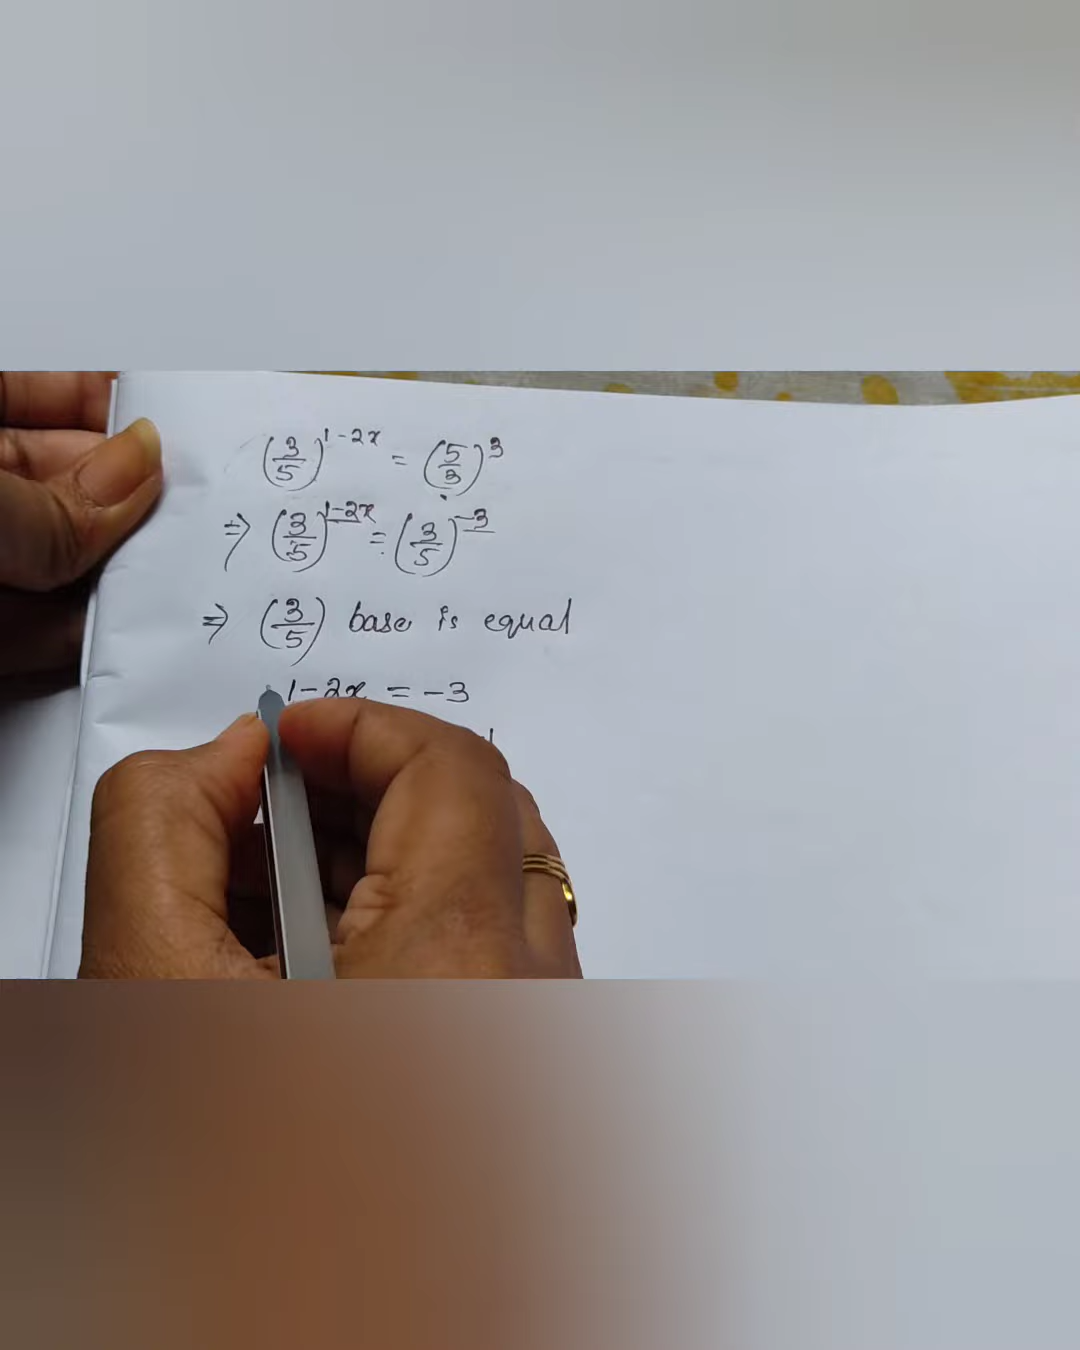 (3/5)^1-2x = (5/3)^3
⇒ (3/5)^1-2x = (3/5)^-3
⇒ (3/5) base is equal
1-2x = -3